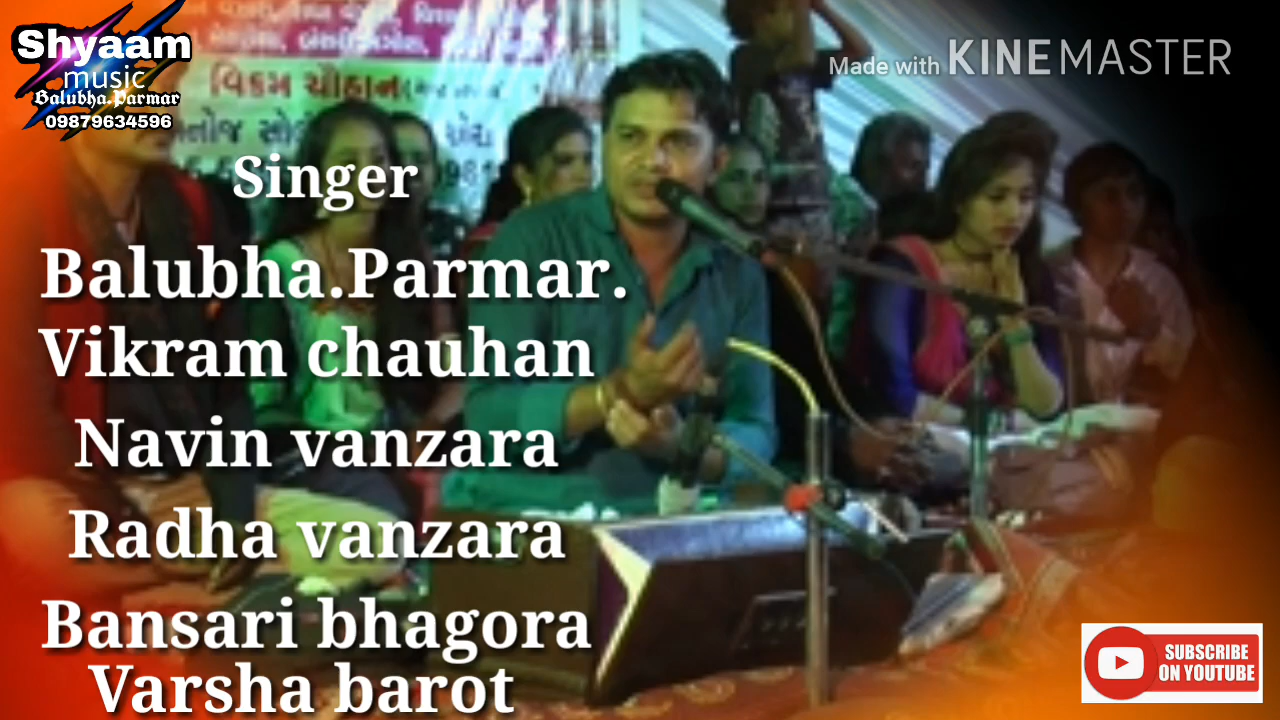 Shyaam
music
Balubha.Parmar
09879634596
Made with KINEMASTER
વિક્રમ ચૌહાણ
Singer
Balubha.Parmar.
Vikram chauhan
Navin vanzara
Radha vanzara
Bansari bhagora
Varsha barot
SUBSCRIBE
ON YOUTUBE